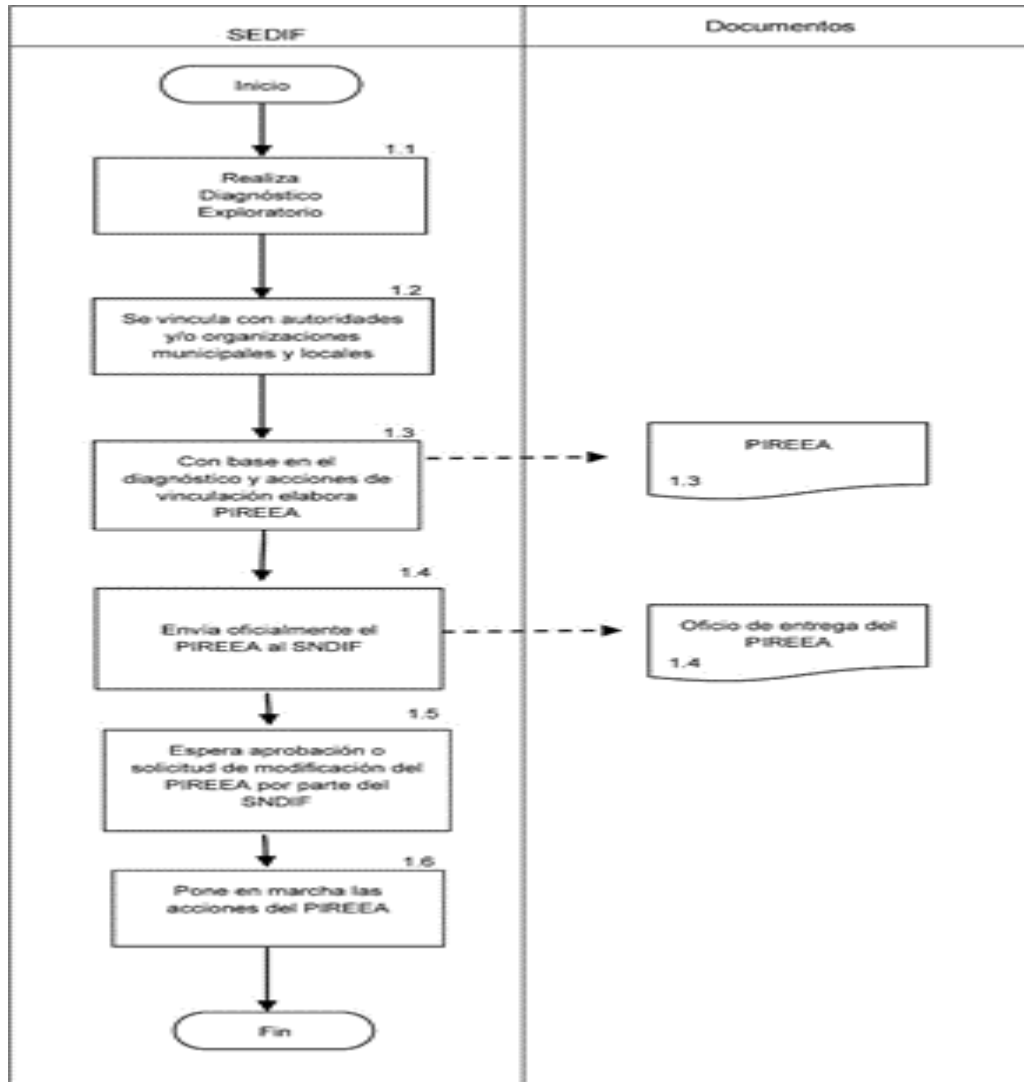 SEDIF
Documentos
Inicio
1.1
Realiza
Diagnóstico
Exploratorio
1.2
Se vincula con autoridades
y/o organizaciones
municipales y locales
1.3
Con base en el
diagnóstico y acciones de
vinculación elabora
PIREEA
PIREEA
1.3
1.4
Envía oficialmente el
PIREEA al SNDIF
Oficio de entrega del
PIREEA
1.4
1.5
Espera aprobación o
solicitud de modificación del
PIREEA por parte del
SNDIF
1.6
Pone en marcha las
acciones del PIREEA
Fin